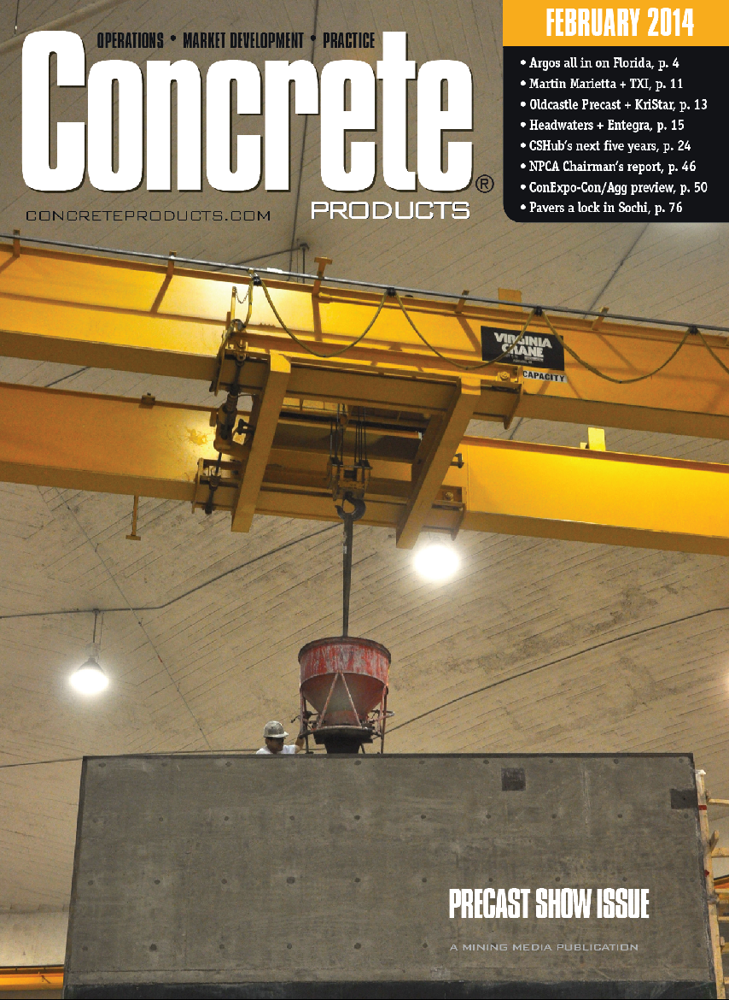 OPERATIONS • MARKET DEVELOPMENT • PRACTICE
Concrete®
PRODUCTS
CONCRETEPRODUCTS.COM
FEBRUARY 2014
• Argos all in on Florida, p. 4
• Martin Marietta + TXI, p. 11
• Oldcastle Precast + KriStar, p. 13
• Headwaters + Entegra, p. 15
• CSHub's next five years, p. 24
• NPCA Chairman's report, p. 46
• ConExpo-Con/Agg preview, p. 50
• Pavers a lock in Sochi, p. 76
VIRGINIA
CRANE
CAPACITY
PRECAST SHOW ISSUE
A MINING MEDIA PUBLICATION